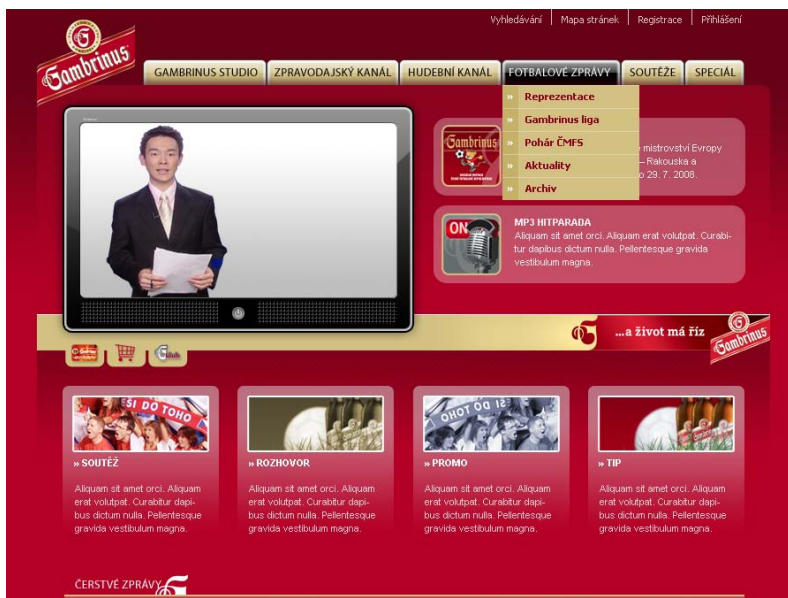 Vyhledávání | Mapa stránek | Registrace | Přihlášení
Gambrinus
GAMBRINUS STUDIO ZPRAVODAJSKÝ KANÁL HUDEBNÍ KANÁL FOTBALOVÉ ZPRÁVY SOUTĚŽE SPECIÁL
» Reprezentace
» Gambrinus liga
» Pohár ČMFS
» Aktuality
» Archiv
Gambrinus
mistrovství Evropy
– Rakouska a
o 29. 7. 2008.
ON
MP3 HITPARADA
Aliquam sit amet orci. Aliquam erat volutpat. Curabi-
tur dapibus dictum nulla. Pellentesque gravida
vestibulum magna.
...a život má říz
Gambrinus
SI DO TOHO
» SOUTĚŽ
Aliquam sit amet orci. Aliquam
erat volutpat. Curabitur dapi-
bus dictum nulla. Pellentesque
gravida vestibulum magna.
» ROZHOVOR
Aliquam sit amet orci. Aliquam
erat volutpat. Curabitur dapi-
bus dictum nulla. Pellentesque
gravida vestibulum magna.
SI DO TOHO
» PROMO
Aliquam sit amet orci. Aliquam
erat volutpat. Curabitur dapi-
bus dictum nulla. Pellentesque
gravida vestibulum magna.
» TIP
Aliquam sit amet orci. Aliquam
erat volutpat. Curabitur dapi-
bus dictum nulla. Pellentesque
gravida vestibulum magna.
ČERSTVÉ ZPRÁVY